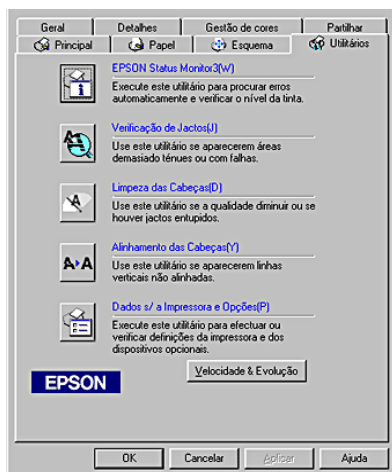 Geral Detalhes Gestão de cores Partilhar
Principal Papel Esquema Utilitários
EPSON Status Monitor3(W)
Execute este utilitário para procurar erros
automaticamente e verificar o nível da tinta.
Verificação de Jactos(J)
Use este utilitário se aparecerem áreas
demasiado ténues ou com falhas.
Limpeza das Cabeças(D)
Use este utilitário se a qualidade diminuir ou se
houver jactos entupidos.
Alinhamento das Cabeças(Y)
Use este utilitário se aparecerem linhas
verticais não alinhadas.
Dados s/ a Impressora e Opções(P)
Execute este utilitário para efectuar ou
verificar definições da impressora e dos
dispositivos opcionais.
Velocidade & Evolução
EPSON
OK Cancelar Aplicar Ajuda